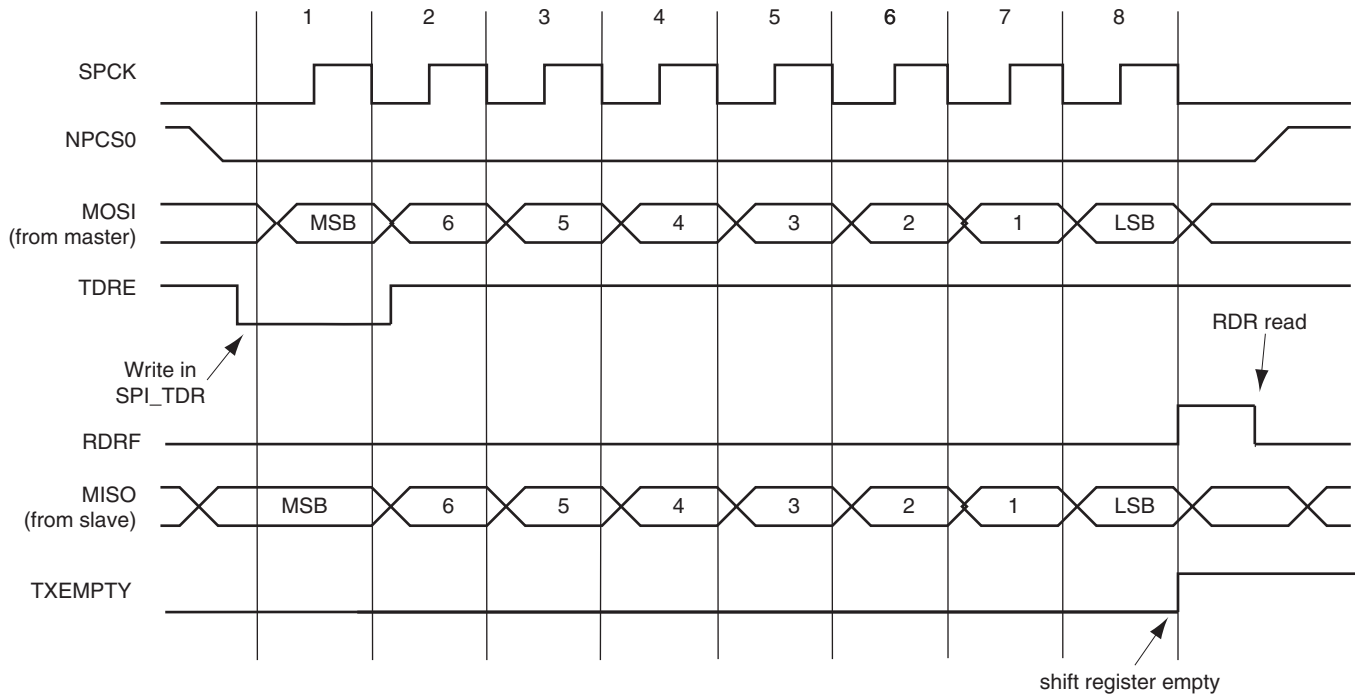 1 2 3 4 5 6 7 8
SPCK
NPCS0
MOSI
(from master)
MSB 6 5 4 3 2 1 LSB
TDRE
RDR read
Write in
SPI_TDR
RDRF
MISO
(from slave)
MSB 6 5 4 3 2 1 LSB
TXEMPTY
shift register empty